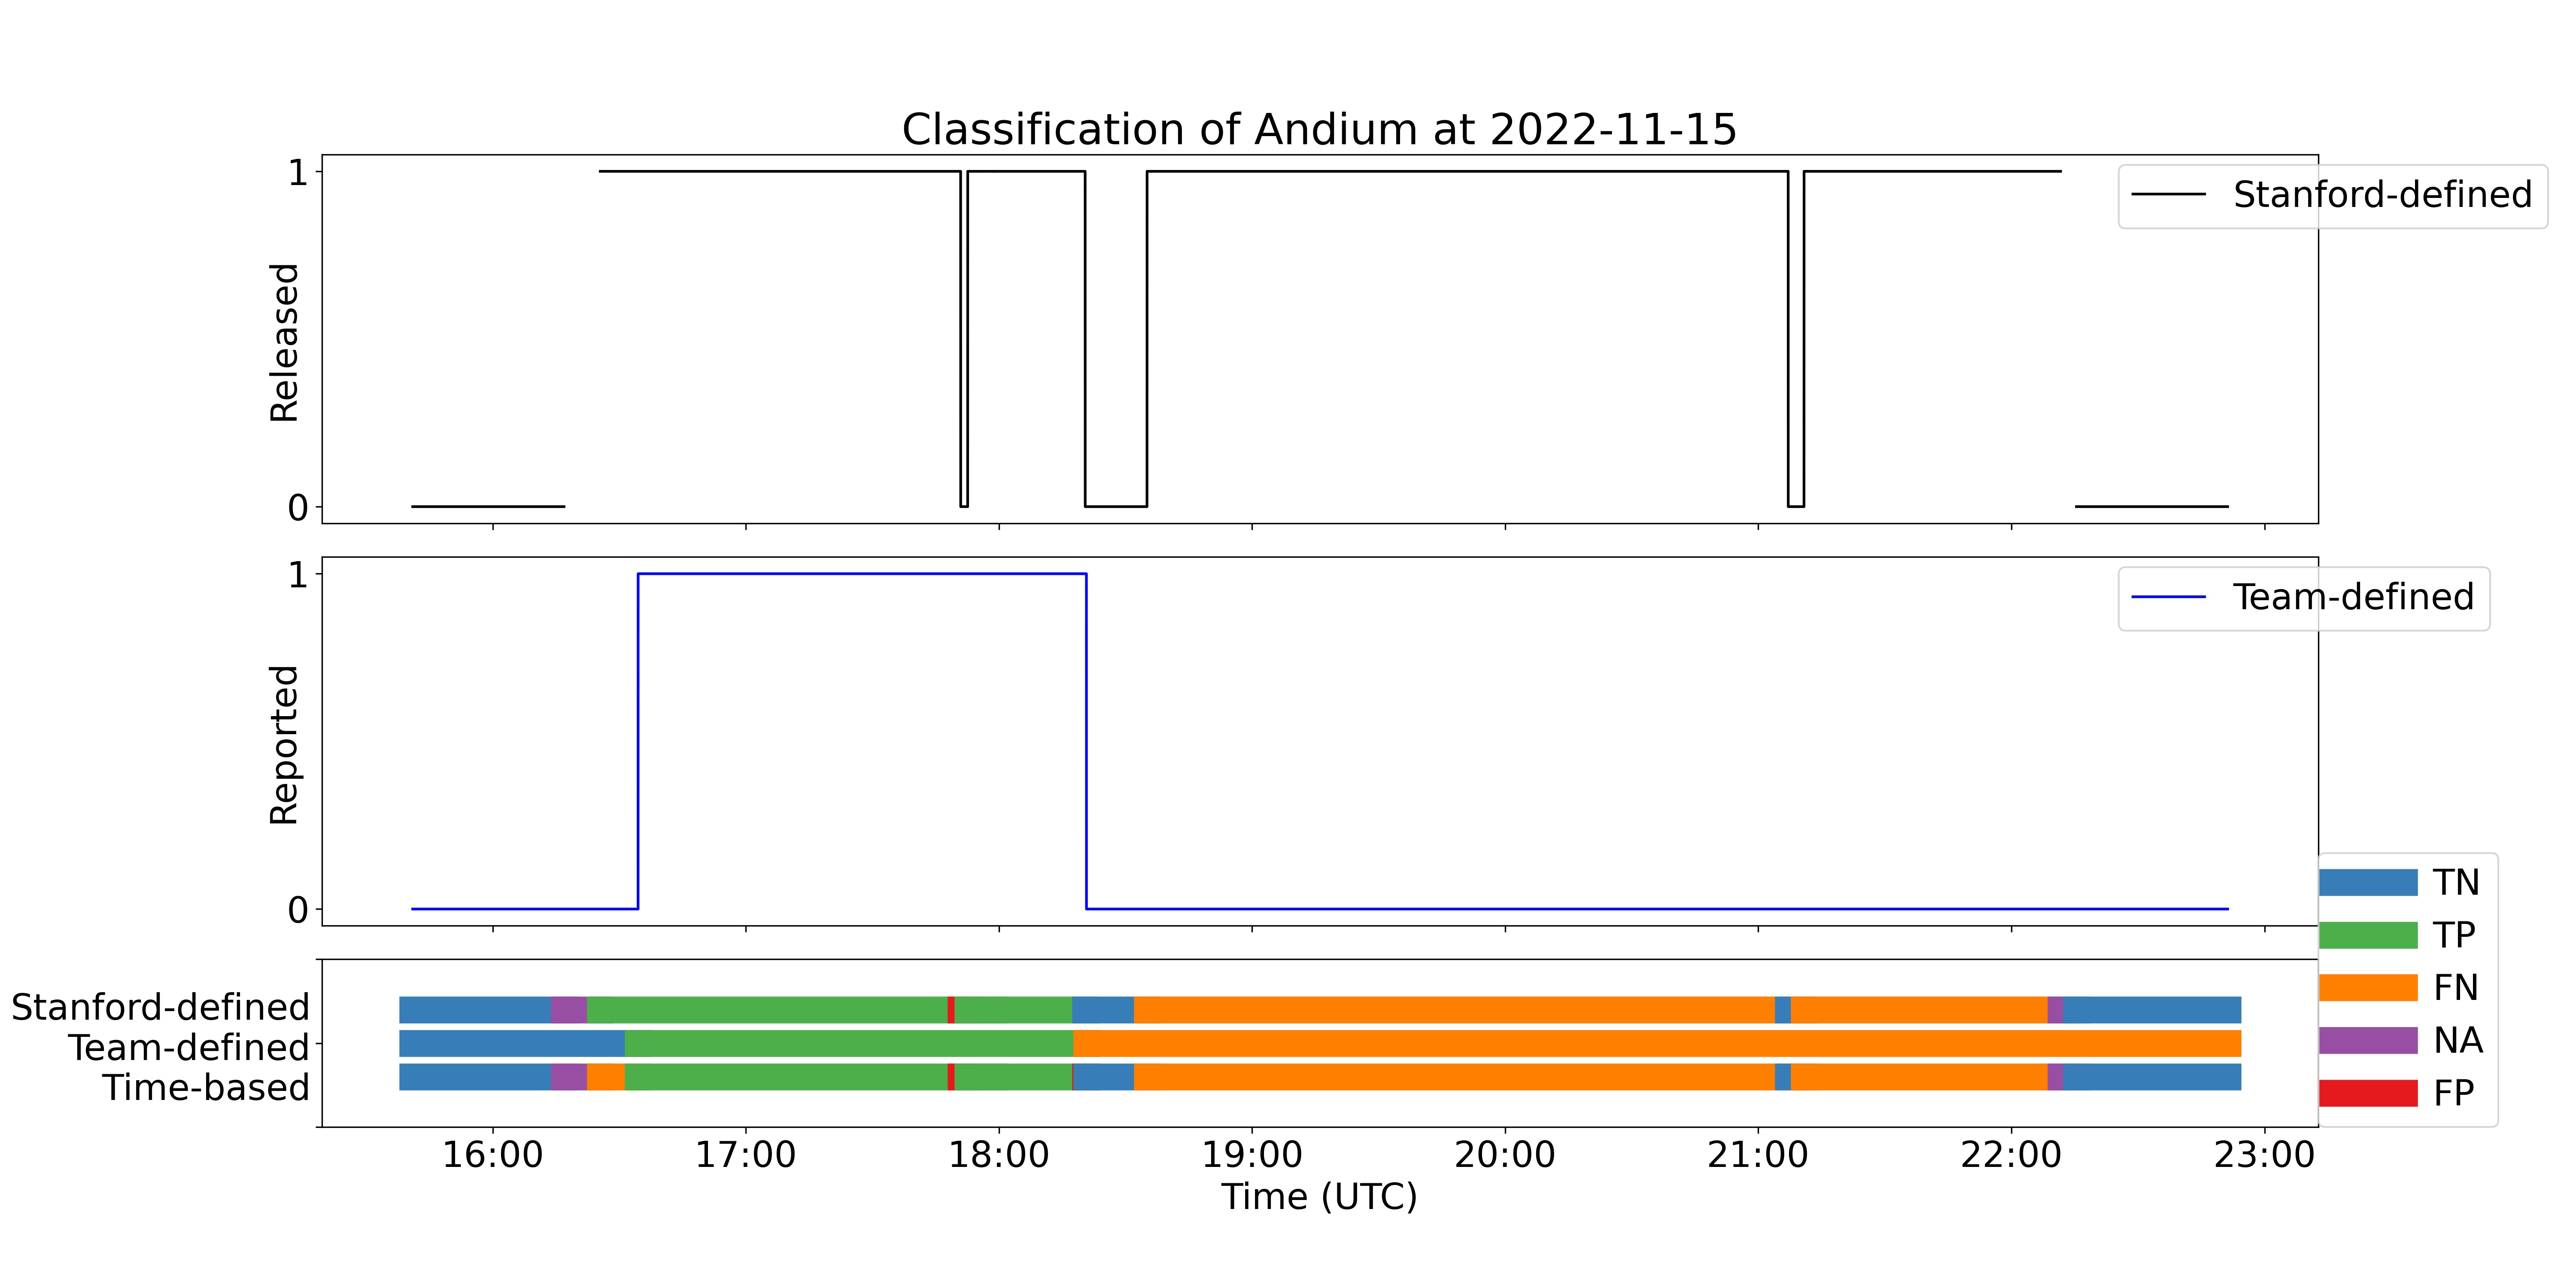 Classification of Andium at 2022-11-15
1
0
Released
Stanford-defined
1
0
Reported
Team-defined
TN
TP
FN
NA
FP
Stanford-defined
Team-defined
Time-based
16:00 17:00 18:00 19:00 20:00 21:00 22:00 23:00
Time (UTC)